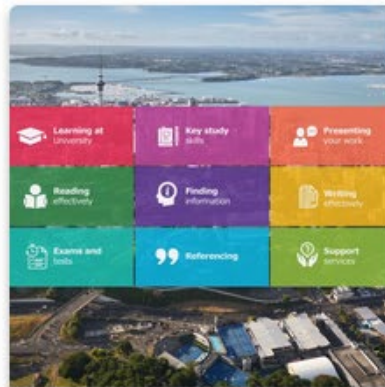 Learning at
University
Key study
skills
Presenting
your work
Reading
effectively
Finding
information
Writing
effectively
Exams and
tests
Referencing
Support
services